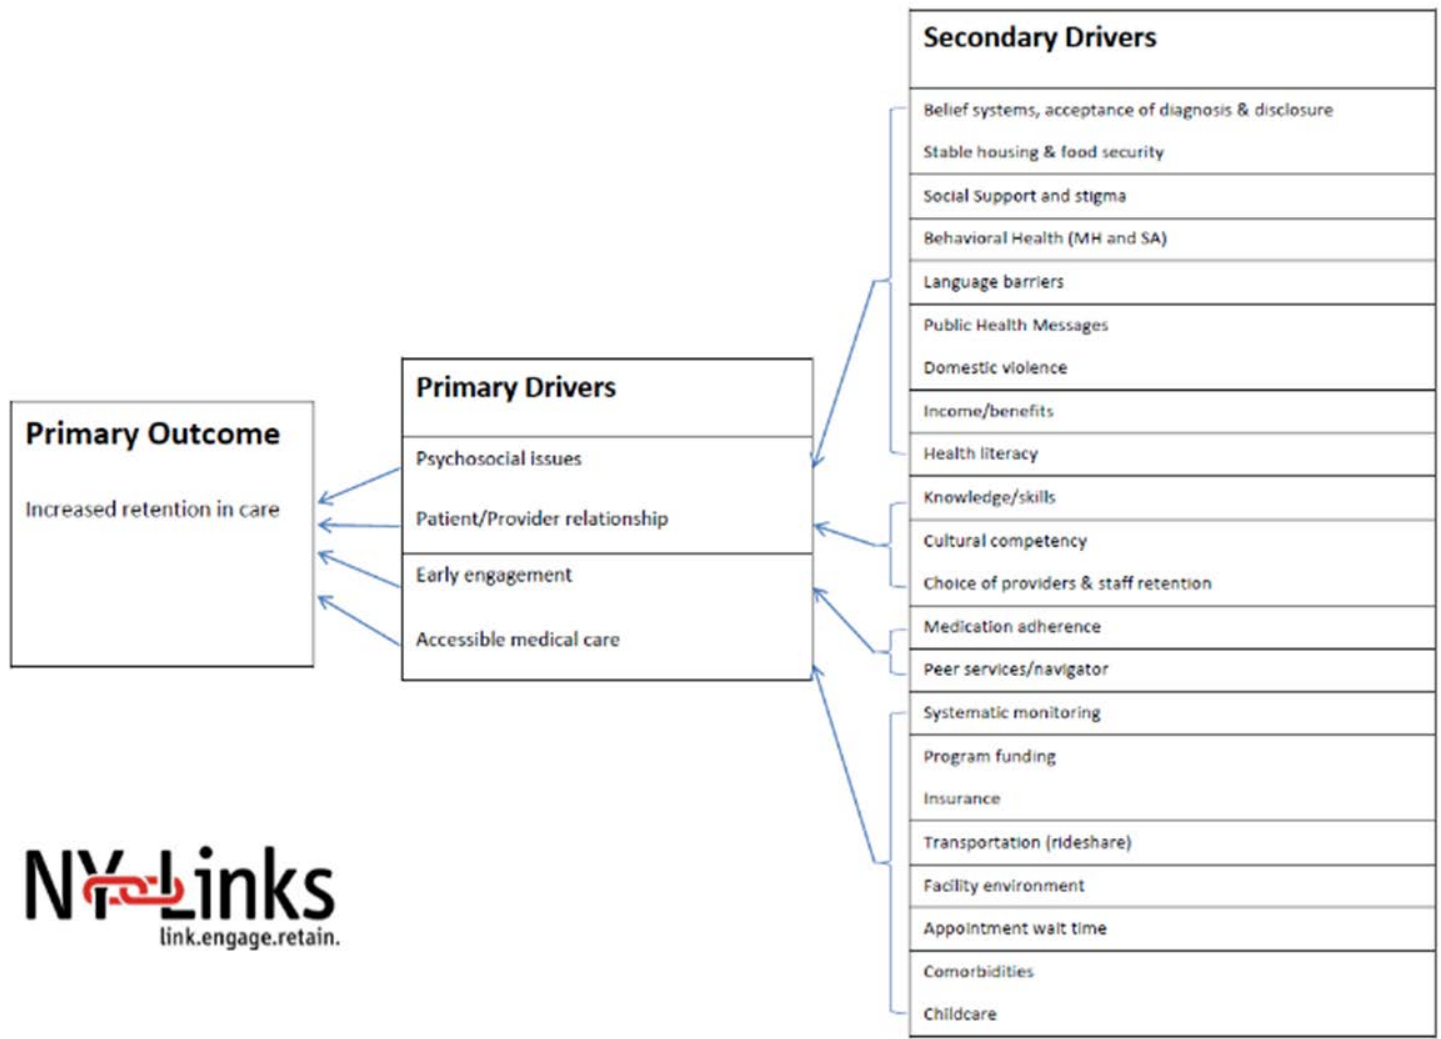 Primary Outcome
Increased retention in care
Primary Drivers
Psychosocial issues
Patient/Provider relationship
Early engagement
Accessible medical care
Secondary Drivers
Belief systems, acceptance of diagnosis & disclosure
Stable housing & food security
Social Support and stigma
Behavioral Health (MH and SA)
Language barriers
Public Health Messages
Domestic violence
Income/benefits
Health literacy
Knowledge/skills
Cultural competency
Choice of providers & staff retention
Medication adherence
Peer services/navigator
Systematic monitoring
Program funding
Insurance
Transportation (rideshare)
Facility environment
Appointment wait time
Comorbidities
Childcare
NY Links
link.engage.retain.